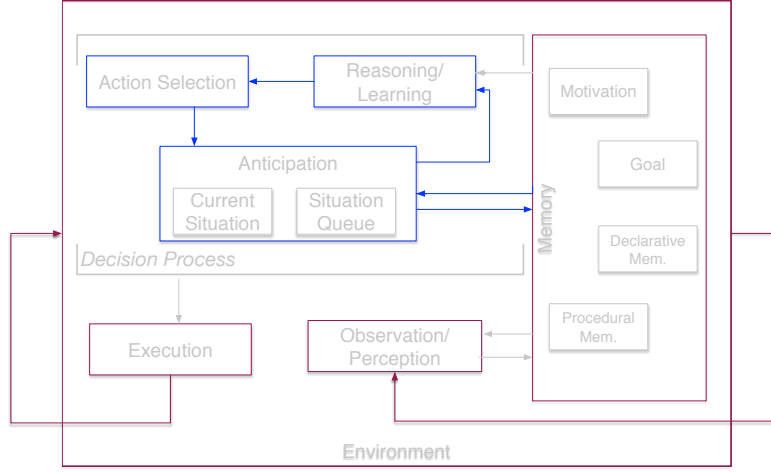 Action Selection
Reasoning/
Learning
Motivation
Anticipation
Goal
Current
Situation
Situation
Queue
Memory
Declarative
Mem.
Decision Process
Procedural
Mem.
Execution
Observation/
Perception
Environment